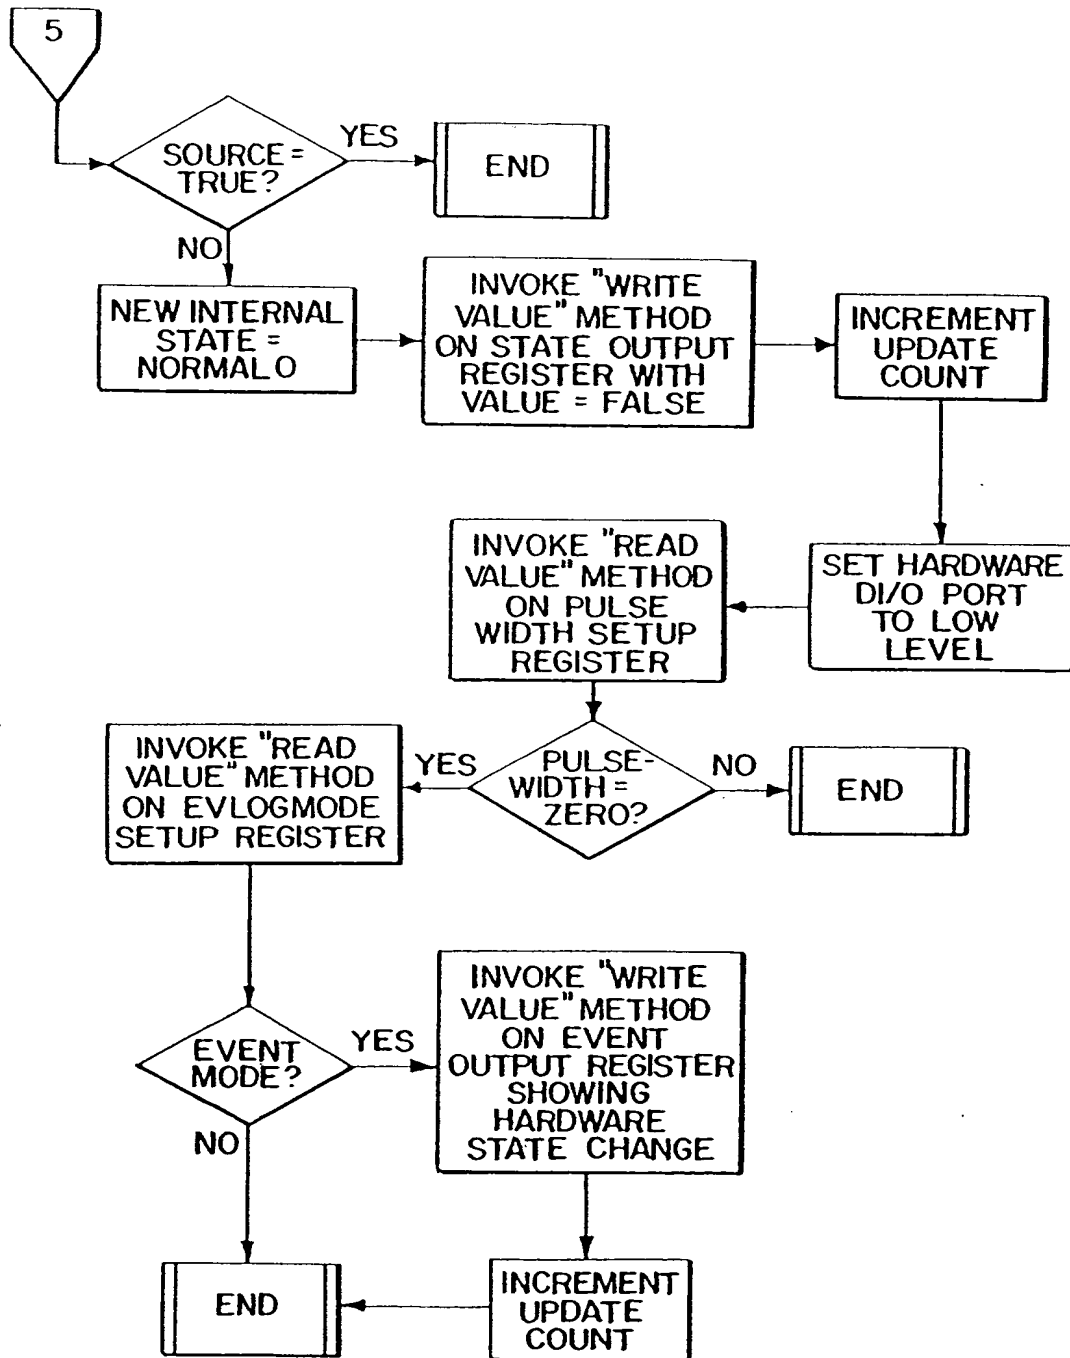 5
SOURCE =
TRUE?
YES
END
NO
NEW INTERNAL
STATE =
NORMAL O
INVOKE "WRITE
VALUE" METHOD
ON STATE OUTPUT
REGISTER WITH
VALUE = FALSE
INCREMENT
UPDATE
COUNT
SET HARDWARE
DI/O PORT
TO LOW
LEVEL
INVOKE "READ
VALUE" METHOD
ON PULSE
WIDTH SETUP
REGISTER
PULSE-
WIDTH =
ZERO?
NO
END
YES
INVOKE "READ
VALUE" METHOD
ON EVLOGMODE
SETUP REGISTER
EVENT
MODE?
YES
INVOKE "WRITE
VALUE" METHOD
ON EVENT
OUTPUT REGISTER
SHOWING
HARDWARE
STATE CHANGE
NO
END
INCREMENT
UPDATE
COUNT